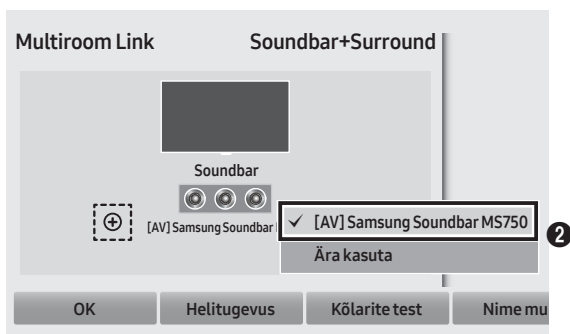 Multiroom Link Soundbar+Surround
Soundbar
[AV] Samsung Soundbar
✓ [AV] Samsung Soundbar MS750
2
Ära kasuta
OK Helitugevus Kõlarite test Nime mu